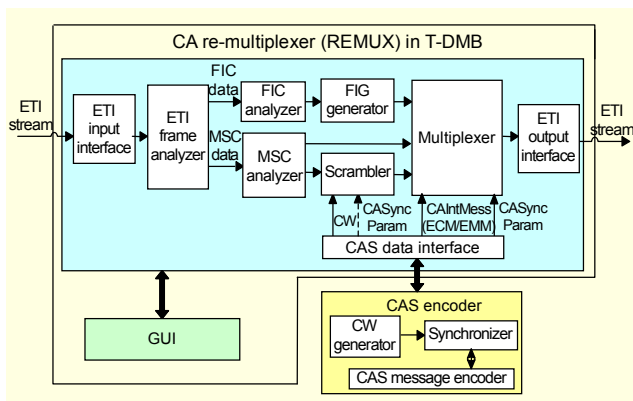 CA re-multiplexer (REMUX) in T-DMB
ETI
stream
ETI
input
interface
ETI
frame
analyzer
FIC
data
FIC
analyzer
FIG
generator
MSC
data
MSC
analyzer
Scrambler
Multiplexer
ETI
output
interface
ETI
stream
CW
CASync
Param
CAIntMess
(ECM/EMM)
CASync
Param
CAS data interface
GUI
CAS encoder
CW
generator
Synchronizer
CAS message encoder